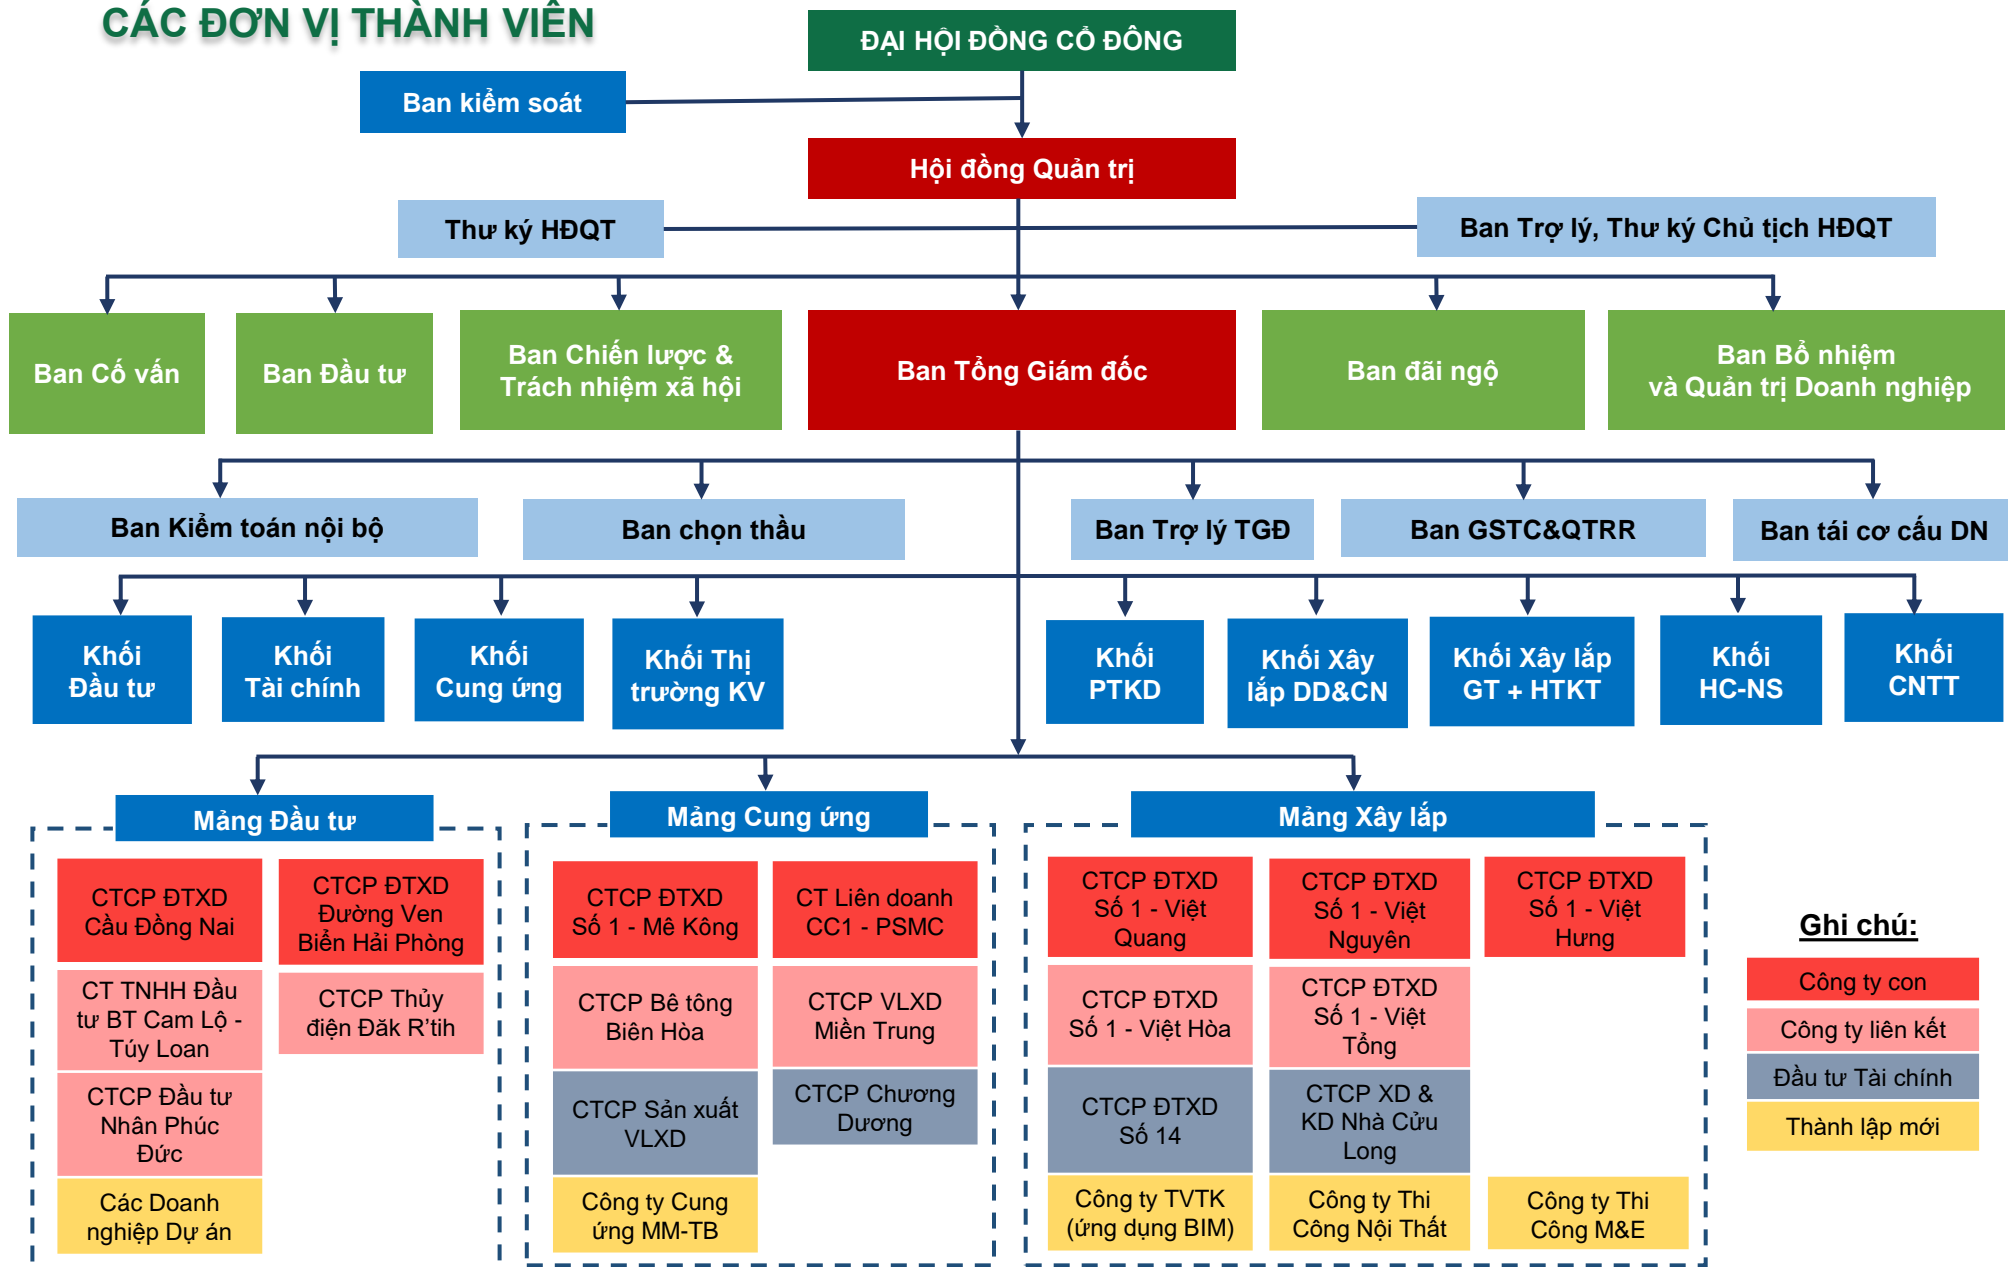 CÁC ĐƠN VỊ THÀNH VIÊN
ĐẠI HỘI ĐỒNG CỔ ĐÔNG
Ban kiểm soát
Hội đồng Quản trị
Thư ký HĐQT
Ban Trợ lý, Thư ký Chủ tịch HĐQT
Ban Cố vấn
Ban Đầu tư
Ban Chiến lược &
Trách nhiệm xã hội
Ban Tổng Giám đốc
Ban đãi ngộ
Ban Bổ nhiệm
và Quản trị Doanh nghiệp
Ban Kiểm toán nội bộ
Ban chọn thầu
Ban Trợ lý TGĐ
Ban GSTC&QTRR
Ban tái cơ cấu DN
Khối
Đầu tư
Khối
Tài chính
Khối
Cung ứng
Khối Thị
trường KV
Khối
PTKD
Khối Xây
lắp DD&CN
Khối Xây lắp
GT + HTKT
Khối
HC-NS
Khối
CNTT
Mảng Đầu tư
CTCP ĐTXD
Cầu Đồng Nai
CTCP ĐTXD
Đường Ven
Biển Hải Phòng
CT TNHH Đầu
tư BT Cam Lộ -
Túy Loan
CTCP Thủy
điện Đăk R'tih
CTCP Đầu tư
Nhân Phúc
Đức
Các Doanh
nghiệp Dự án
Mảng Cung ứng
CTCP ĐTXD
Số 1 - Mê Kông
CT Liên doanh
CC1 - PSMC
CTCP Bê tông
Biên Hòa
CTCP VLXD
Miền Trung
CTCP Sản xuất
VLXD
CTCP Chương
Dương
Công ty Cung
ứng MM-TB
Mảng Xây lắp
CTCP ĐTXD
Số 1 - Việt
Quang
CTCP ĐTXD
Số 1 - Việt
Nguyên
CTCP ĐTXD
Số 1 - Việt
Hưng
CTCP ĐTXD
Số 1 - Việt Hòa
CTCP ĐTXD
Số 1 - Việt
Tổng
CTCP ĐTXD
Số 14
CTCP XD &
KD Nhà Cửu
Long
Công ty TVTK
(ứng dụng BIM)
Công ty Thi
Công Nội Thất
Công ty Thi
Công M&E
Ghi chú:
Công ty con
Công ty liên kết
Đầu tư Tài chính
Thành lập mới